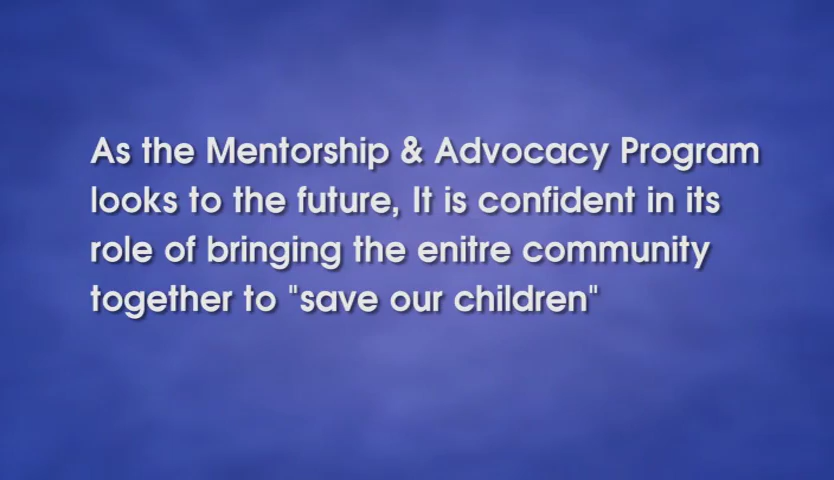 As the Mentorship & Advocacy Program
looks to the future, It is confident in its
role of bringing the enitre community
together to "save our children"